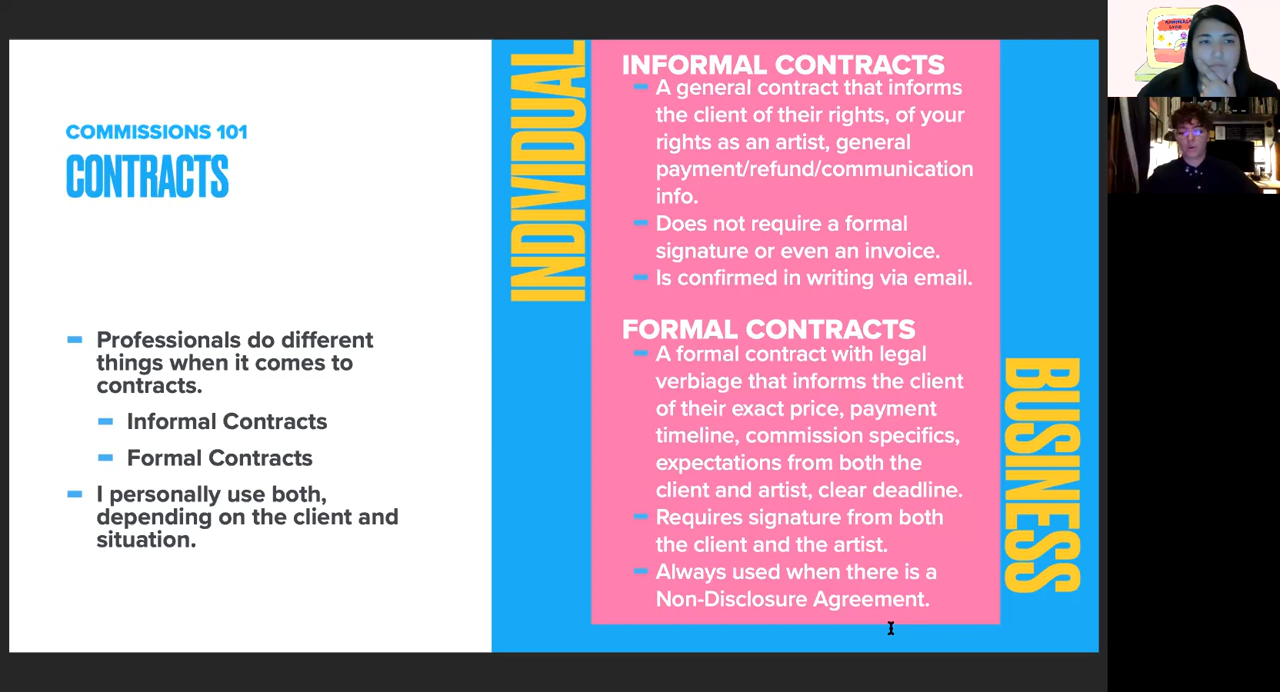 COMMISSIONS 101
CONTRACTS
Professionals do different
things when it comes to
contracts.
Informal Contracts
Formal Contracts
I personally use both,
depending on the client and
situation.
INDIVIDUAL
INFORMAL CONTRACTS
A general contract that informs
the client of their rights, of your
rights as an artist, general
payment/refund/communication
info.
Does not require a formal
signature or even an invoice.
Is confirmed in writing via email.
FORMAL CONTRACTS
A formal contract with legal
verbiage that informs the client
of their exact price, payment
timeline, commission specifics,
expectations from both the
client and artist, clear deadline.
Requires signature from both
the client and the artist.
Always used when there is a
Non-Disclosure Agreement.
BUSINESS